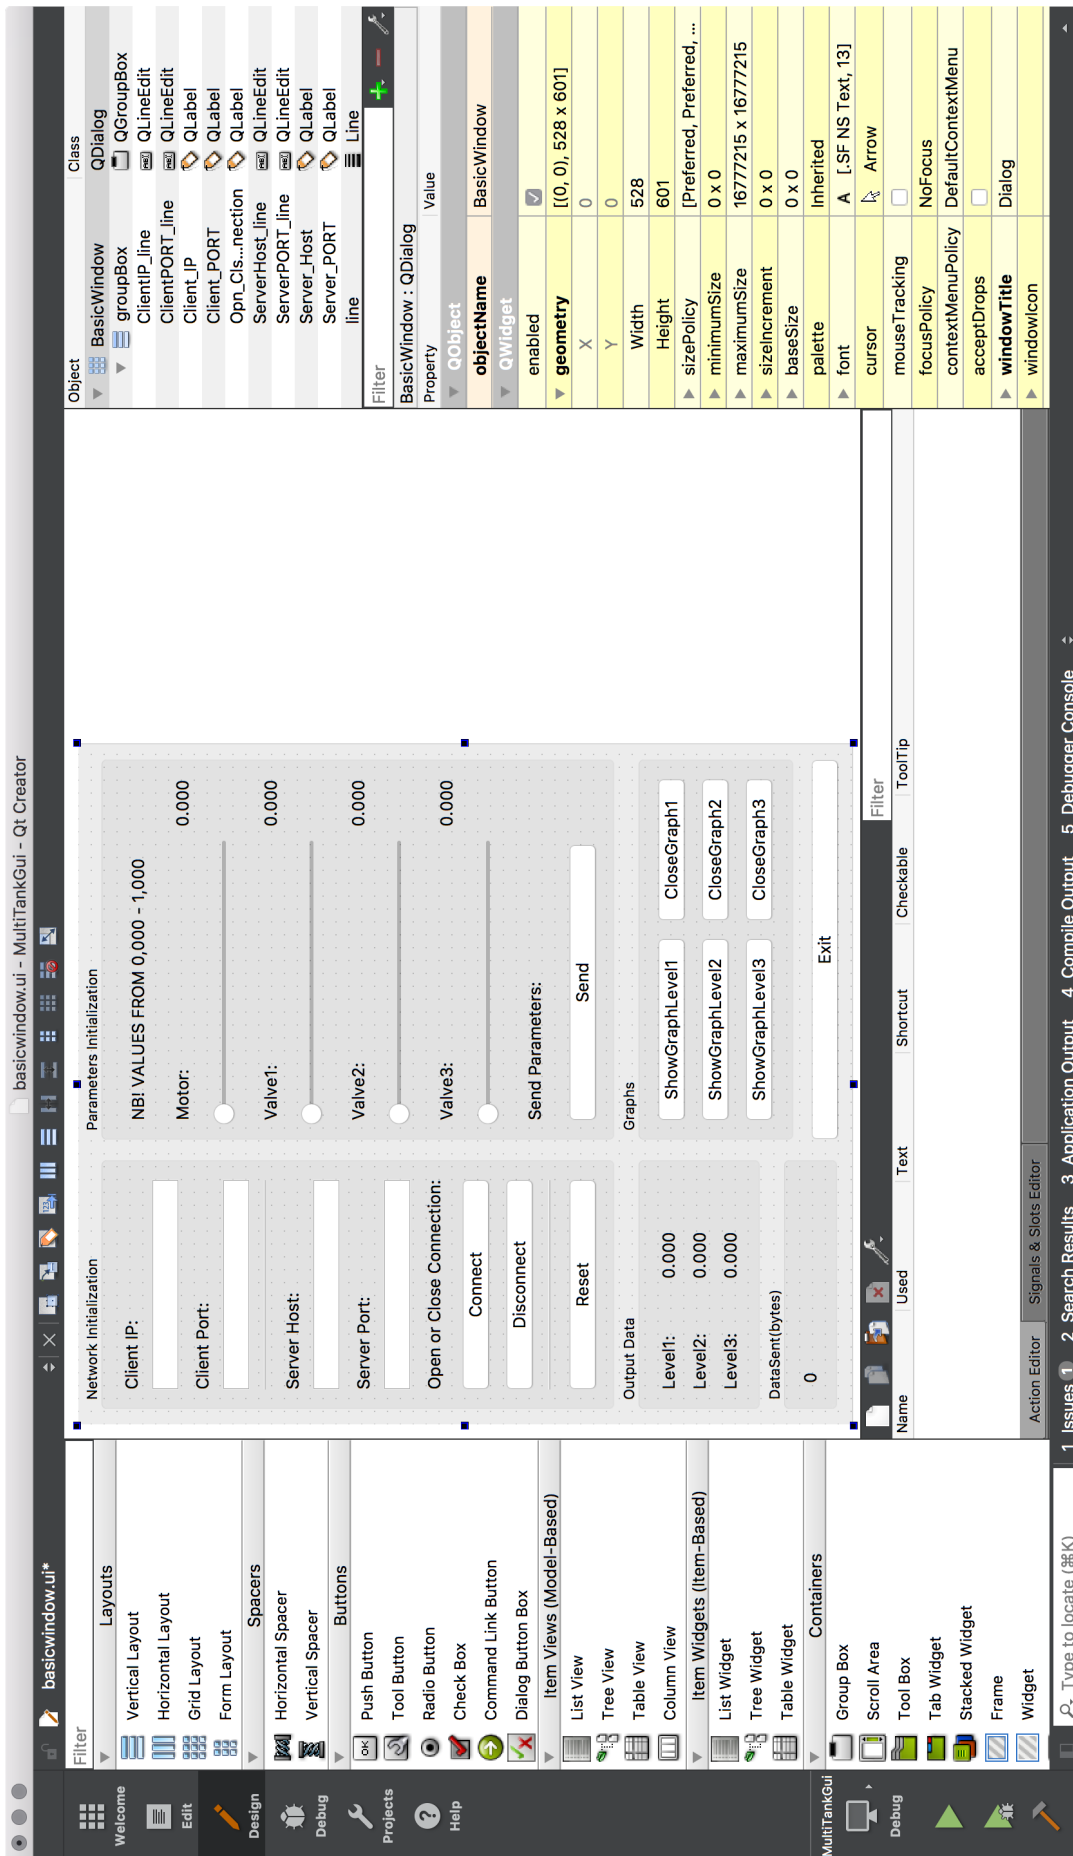 basicwindow.ui - MultiTankGui - Qt Creator
basicwindow.ui*
Welcome
Edit
Design
Debug
Projects
Help
MultiTankGui
Debug
Filter
Layouts
Vertical Layout
Horizontal Layout
Grid Layout
Form Layout
Spacers
Horizontal Spacer
Vertical Spacer
Buttons
OK Push Button
Tool Button
Radio Button
Check Box
Command Link Button
Dialog Button Box
Item Views (Model-Based)
List View
Tree View
Table View
Column View
Item Widgets (Item-Based)
List Widget
Tree Widget
Table Widget
Containers
Group Box
Scroll Area
Tool Box
Tab Widget
Stacked Widget
Frame
Widget
Network Initialization
Client IP:
Client Port:
Server Host:
Server Port:
Open or Close Connection:
Connect
Disconnect
Reset
Output Data
Level1: 0.000
Level2: 0.000
Level3: 0.000
DataSent(bytes)
0
Parameters Initialization
NB! VALUES FROM 0,000 - 1,000
Motor: 0.000
Valve1: 0.000
Valve2: 0.000
Valve3: 0.000
Send Parameters:
Send
Graphs
ShowGraphLevel1 CloseGraph1
ShowGraphLevel2 CloseGraph2
ShowGraphLevel3 CloseGraph3
Exit
Filter
Name Used Text Shortcut Checkable ToolTip
Action Editor Signals & Slots Editor
Object Class
BasicWindow QDialog
groupBox QGroupBox
ClientIP_line QLineEdit
ClientPORT_line QLineEdit
Client_IP QLabel
Client_PORT QLabel
Opn_Cls...nection QLabel
ServerHost_line QLineEdit
ServerPORT_line QLineEdit
Server_Host QLabel
Server_PORT QLabel
line Line
Filter
BasicWindow : QDialog
Property Value
QObject
objectName BasicWindow
QWidget
enabled
geometry [(0, 0), 528 x 601]
X 0
Y 0
Width 528
Height 601
sizePolicy [Preferred, Preferred, ...
minimumSize 0 x 0
maximumSize 16777215 x 16777215
sizeIncrement 0 x 0
baseSize 0 x 0
palette Inherited
font A [.SF NS Text, 13]
cursor Arrow
mouseTracking
focusPolicy NoFocus
contextMenuPolicy DefaultContextMenu
acceptDrops
windowTitle Dialog
windowIcon
Type to locate (⌘K) 1 Issues 1 2 Search Results 3 Application Output 4 Compile Output 5 Debugger Console